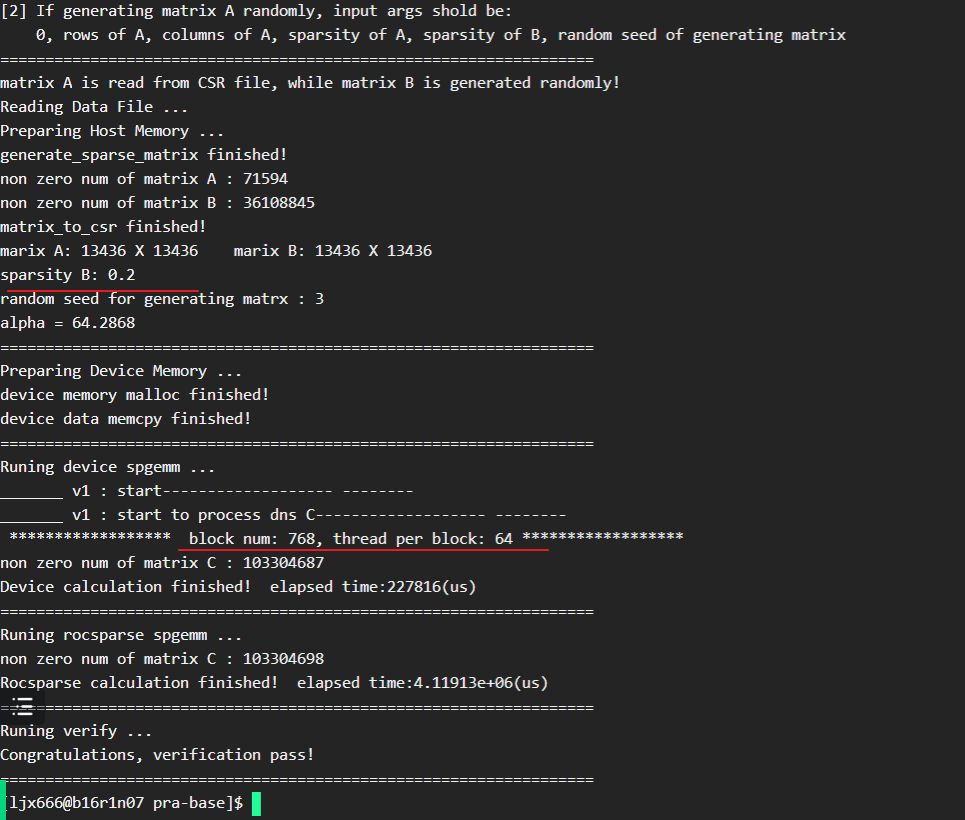 [2] If generating matrix A randomly, input args shold be:
    0, rows of A, columns of A, sparsity of A, sparsity of B, random seed of generating matrix
==================================================================
matrix A is read from CSR file, while matrix B is generated randomly!
Reading Data File ...
Preparing Host Memory ...
generate_sparse_matrix finished!
non zero num of matrix A : 71594
non zero num of matrix B : 36108845
matrix_to_csr finished!
marix A: 13436 X 13436    marix B: 13436 X 13436
sparsity B: 0.2
random seed for generating matrx : 3
alpha = 64.2868
==================================================================
Preparing Device Memory ...
device memory malloc finished!
device data memcpy finished!
==================================================================
Runing device spgemm ...
_______ v1 : start------------------- --------
_______ v1 : start to process dns C------------------- --------
 ******************  block num: 768, thread per block: 64 ******************
non zero num of matrix C : 103304687
Device calculation finished!  elapsed time:227816(us)
==================================================================
Runing rocsparse spgemm ...
non zero num of matrix C : 103304698
Rocsparse calculation finished!  elapsed time:4.11913e+06(us)
==================================================================
Runing verify ...
Congratulations, verification pass!
==================================================================
[ljx666@b16r1n07 pra-base]$